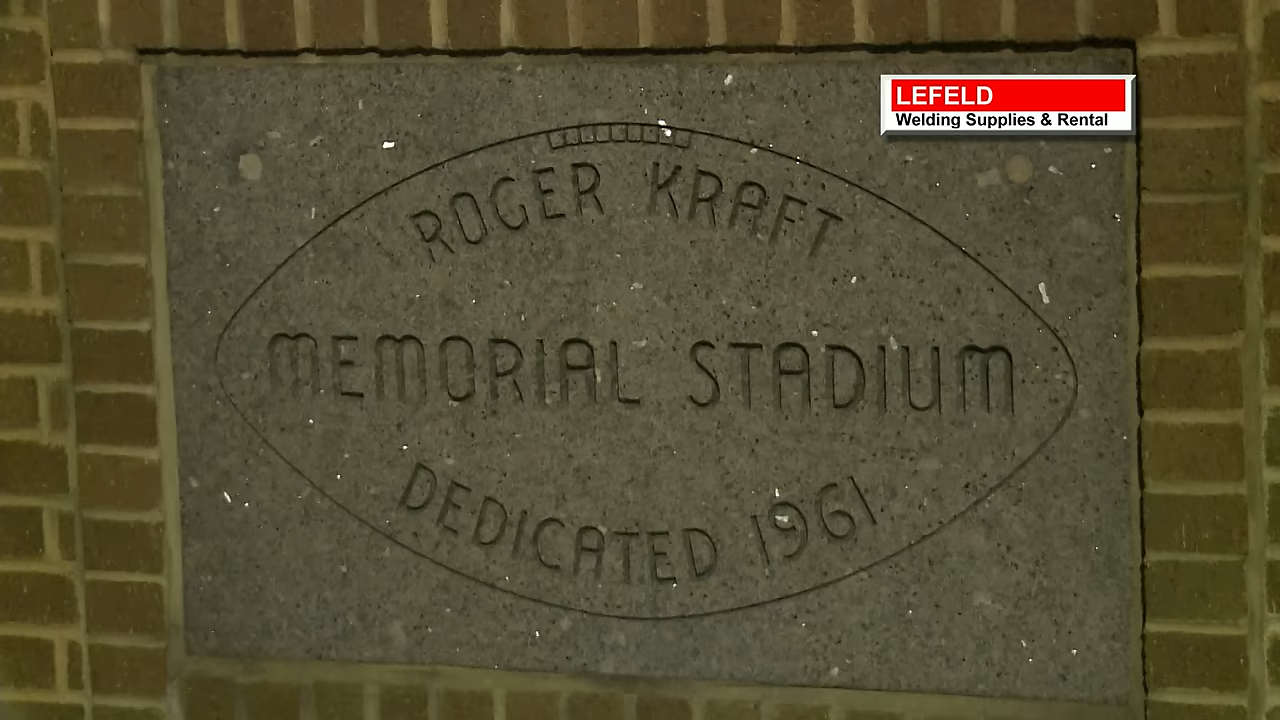 LEFELD
Welding Supplies & Rental
ROGER KRAFT
MEMORIAL STADIUM
DEDICATED 1961